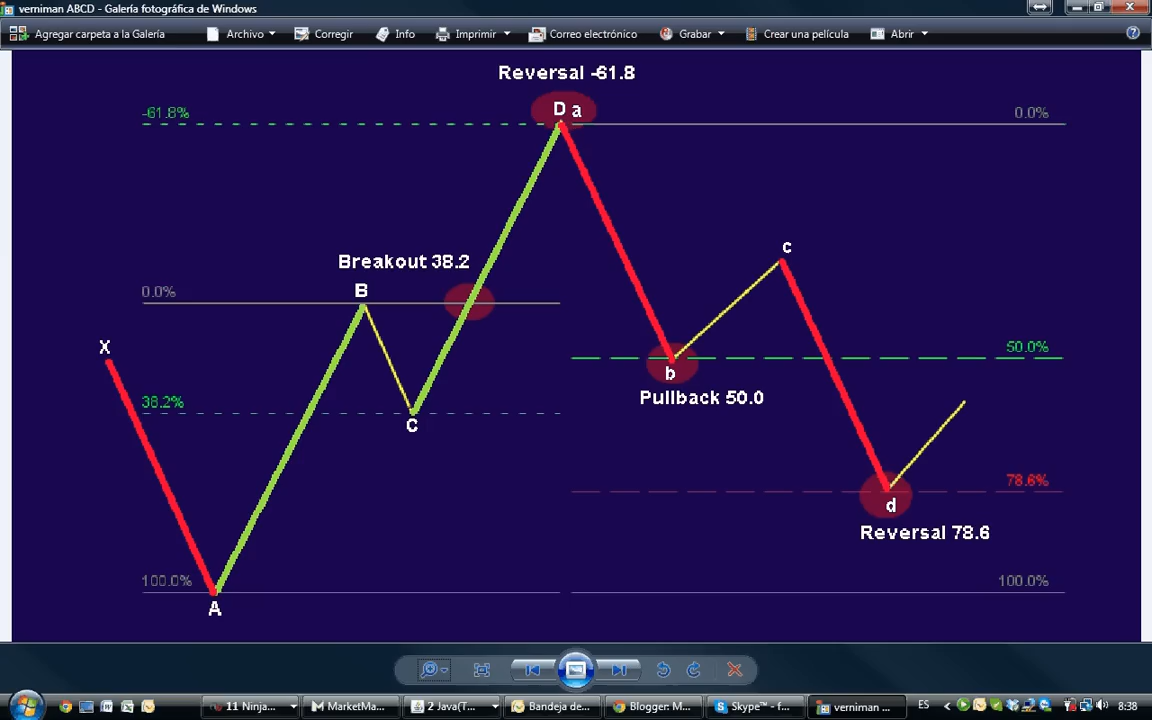 verniman ABCD - Galería fotográfica de Windows
Agregar carpeta a la Galería Archivo Corregir Info Imprimir Correo electrónico Grabar Crear una película Abrir
Reversal -61.8
-61.8% D a 0.0%
c
Breakout 38.2
0.0% B
X 50.0%
b
Pullback 50.0
38.2%
C
78.6%
d
Reversal 78.6
100.0% 100.0%
A
11 Ninja... MarketMa... 2 Java(T... Bandeja de... Blogger: M... Skype™ - f... verniman ... ES 8:38